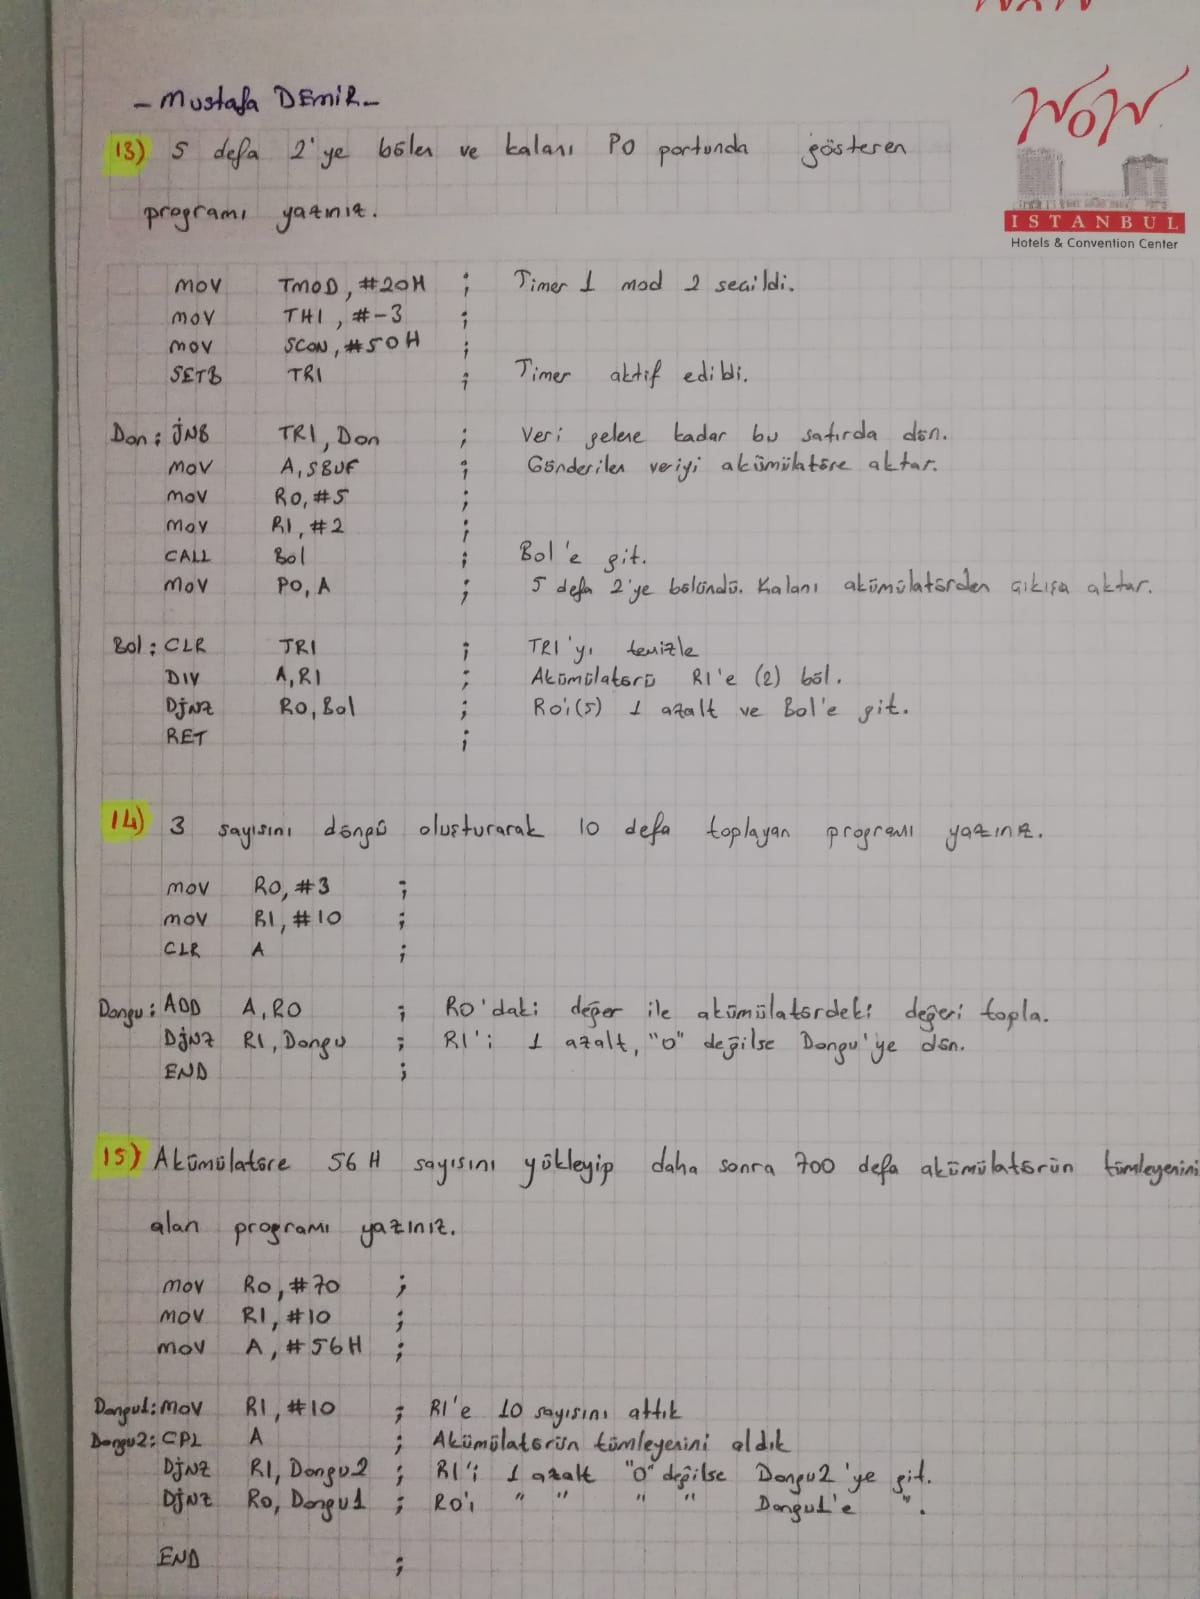 WOW
- Mustafa DEMİR -
WOW
ISTANBUL
Hotels & Convention Center
13) 5 defa 2'ye bölen ve kalanı P0 portunda gösteren
programı yazınız.
MOV TMOD, #20H ; Timer 1 mod 2 secildi.
MOV TH1, #-3 ;
MOV SCON, #50H ;
SETB TR1 ; Timer aktif edildi.
Don: JNB TR1, Don ; Veri gelene kadar bu satırda dön.
MOV A, SBUF ; Gönderilen veriyi akümülatöre aktar.
MOV R0, #5 ;
MOV R1, #2 ;
CALL Bol ; Bol'e git.
MOV P0, A ; 5 defa 2'ye bölündü. Kalanı akümülatörden çıkışa aktar.
Bol: CLR TR1 ; TR1'yı temizle
DIV A, R1 ; Akümülatörü R1'e (2) böl.
DJNZ R0, Bol ; R0'ı(5) 1 azalt ve Bol'e git.
RET ;
14) 3 sayısını döngü oluşturarak 10 defa toplayan programı yazınız.
MOV R0, #3 ;
MOV R1, #10 ;
CLR A ;
Dongu: ADD A, R0 ; R0'daki değer ile akümülatördeki değeri topla.
DJNZ R1, Dongu ; R1'i 1 azalt, "0" değilse Dongu'ye dön.
END ;
15) Akümülatöre 56H sayısını yükleyip daha sonra 700 defa akümülatörün tümleyenini
alan programı yazınız.
MOV R0, #70 ;
MOV R1, #10 ;
MOV A, #56H ;
Dongu1: MOV R1, #10 ; R1'e 10 sayısını attık
Dongu2: CPL A ; Akümülatörün tümleyenini aldık
DJNZ R1, Dongu2 ; R1'i 1 azalt "0" değilse Dongu2'ye git.
DJNZ R0, Dongu1 ; R0'ı " " " " Dongu1'e ".
END ;